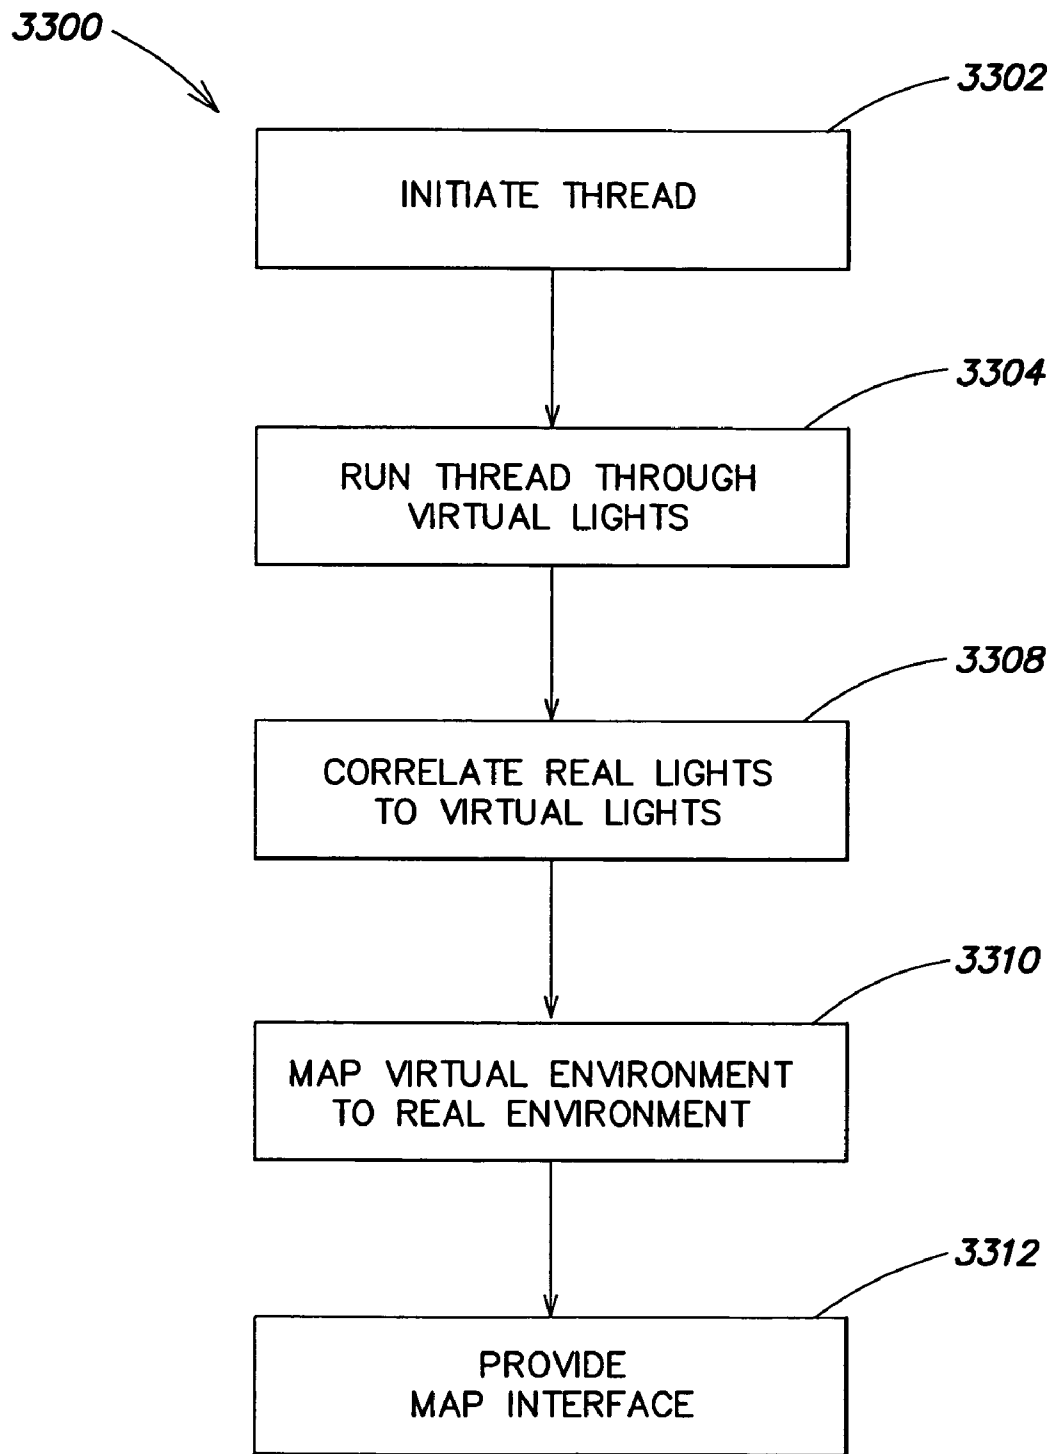 3300
3302
INITIATE THREAD
3304
RUN THREAD THROUGH
VIRTUAL LIGHTS
3308
CORRELATE REAL LIGHTS
TO VIRTUAL LIGHTS
3310
MAP VIRTUAL ENVIRONMENT
TO REAL ENVIRONMENT
3312
PROVIDE
MAP INTERFACE